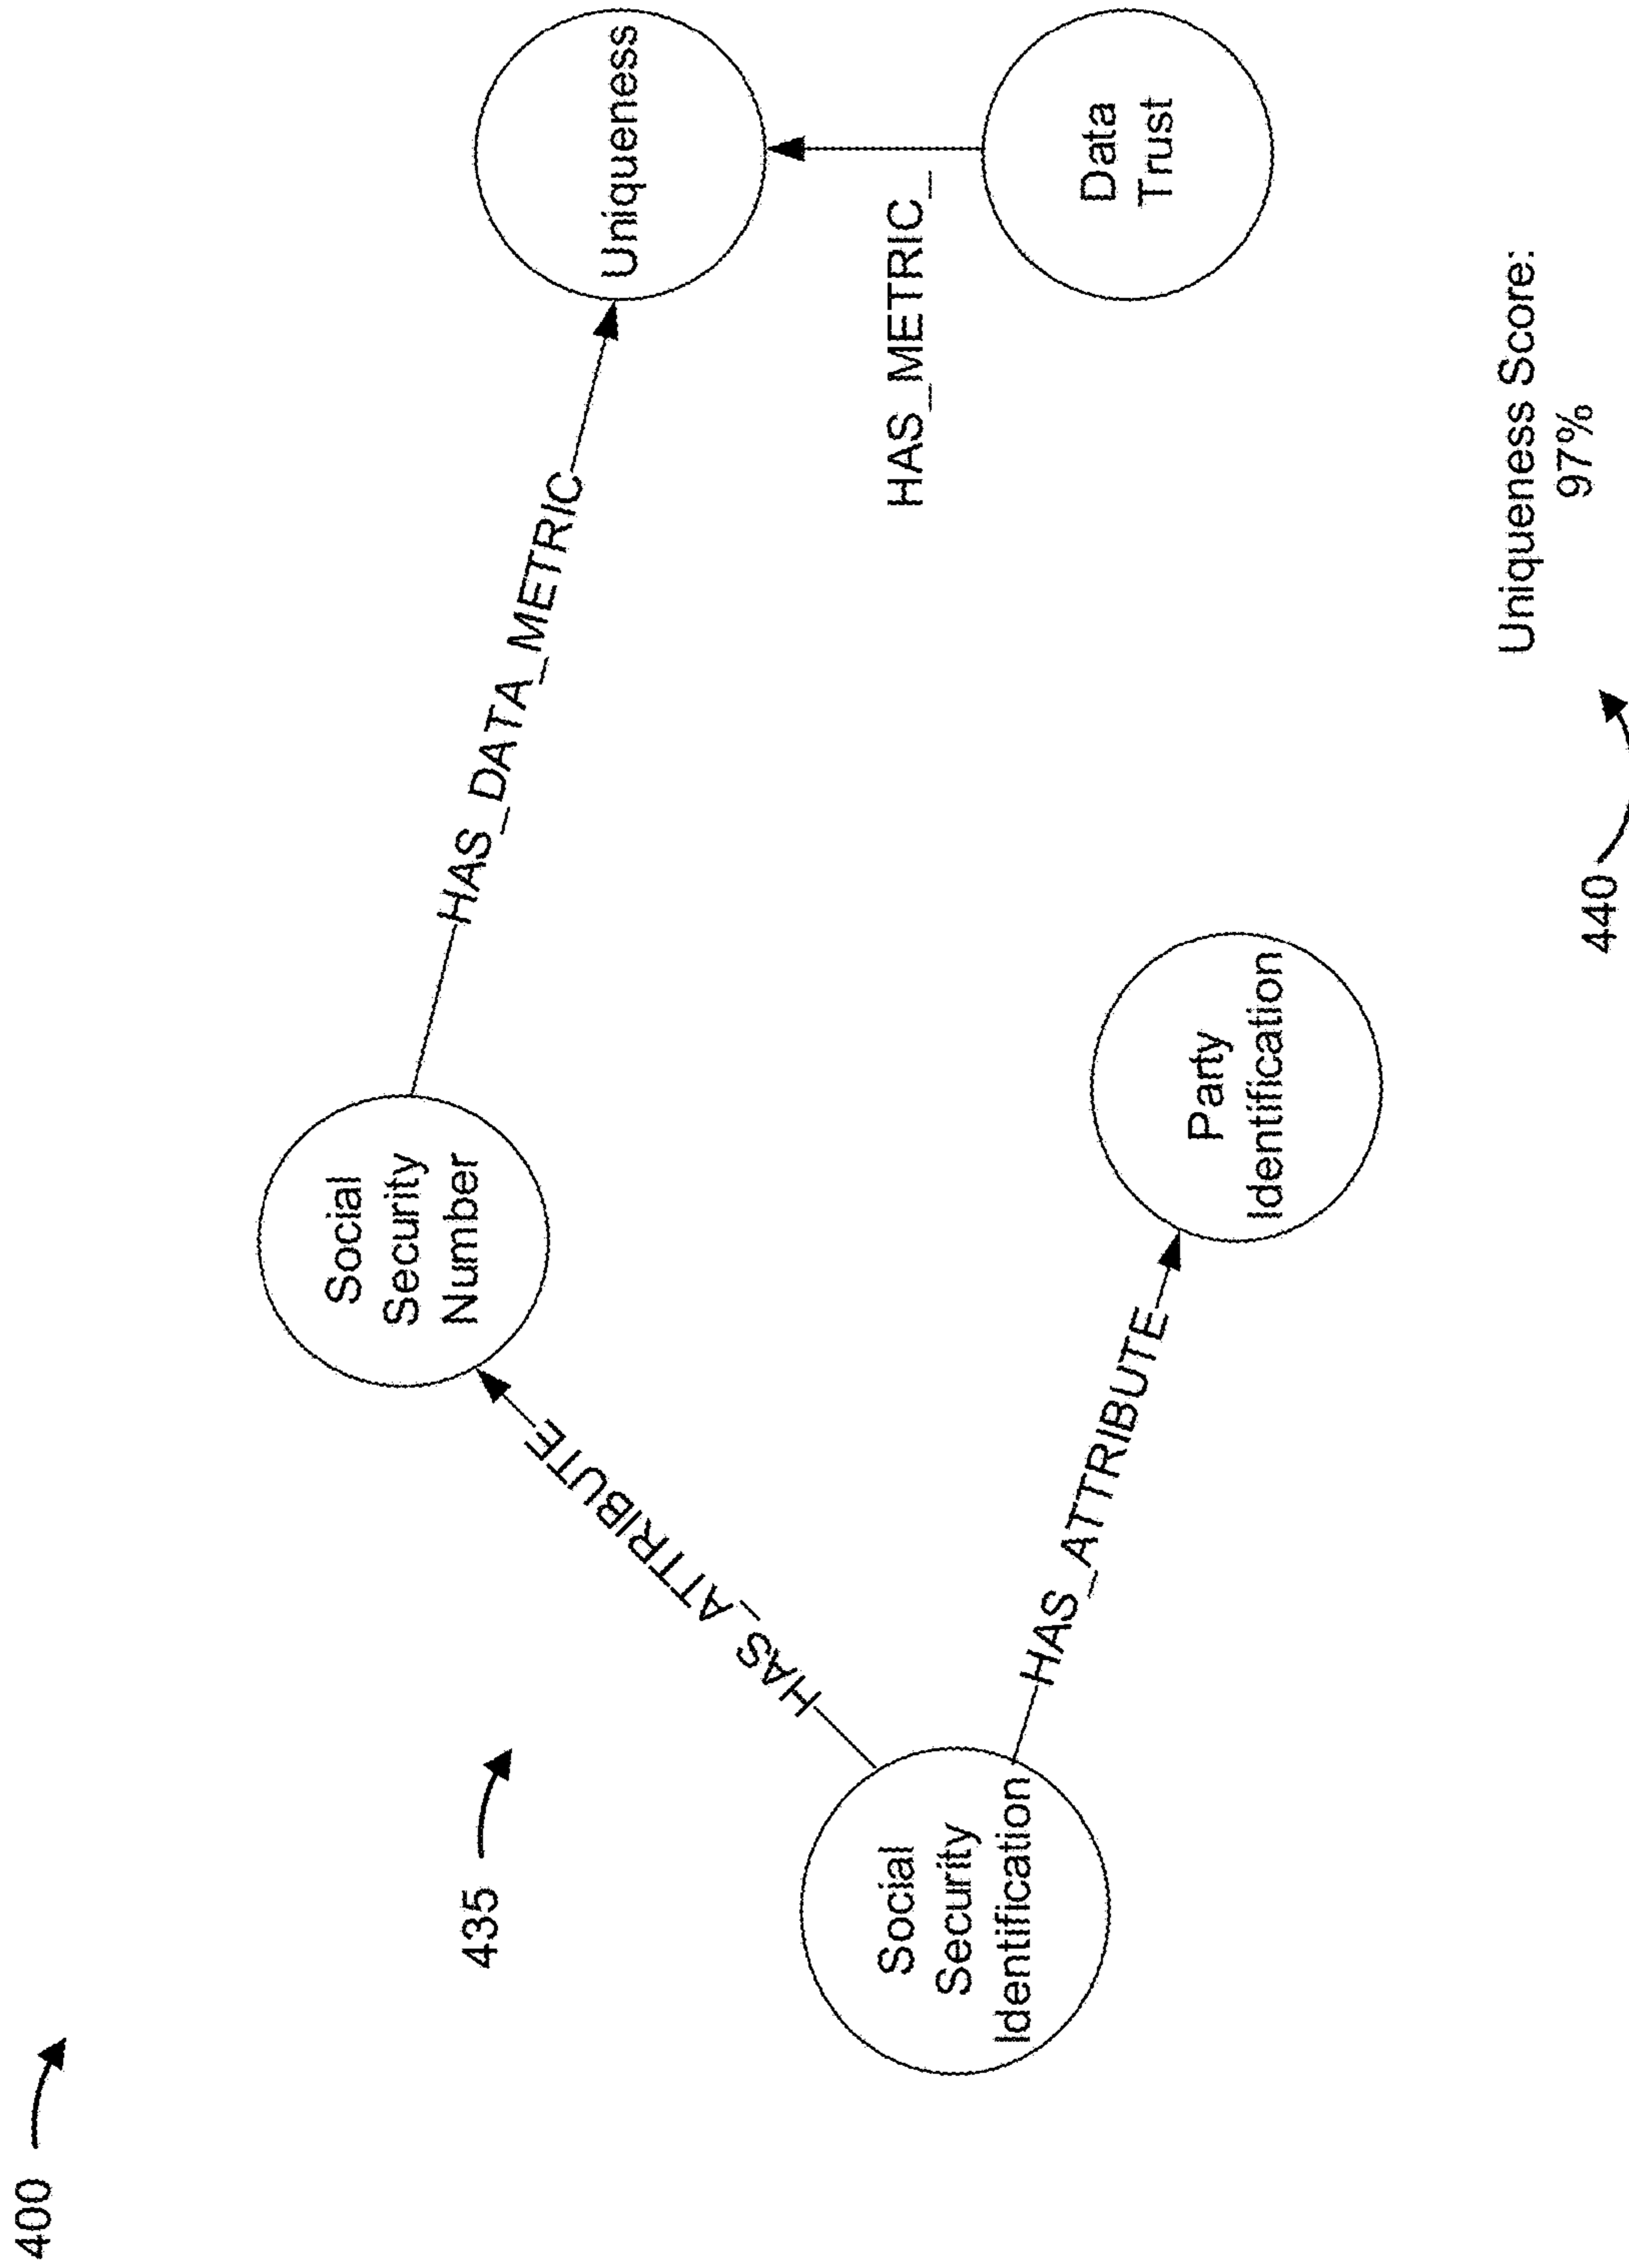 400
435
Social
Security
Number
HAS_DATA_METRIC
Uniqueness
HAS_ATTRIBUTE
HAS_METRIC_
Social
Security
Identification
HAS_ATTRIBUTE
Party
Identification
Data
Trust
440
Uniqueness Score:
97%